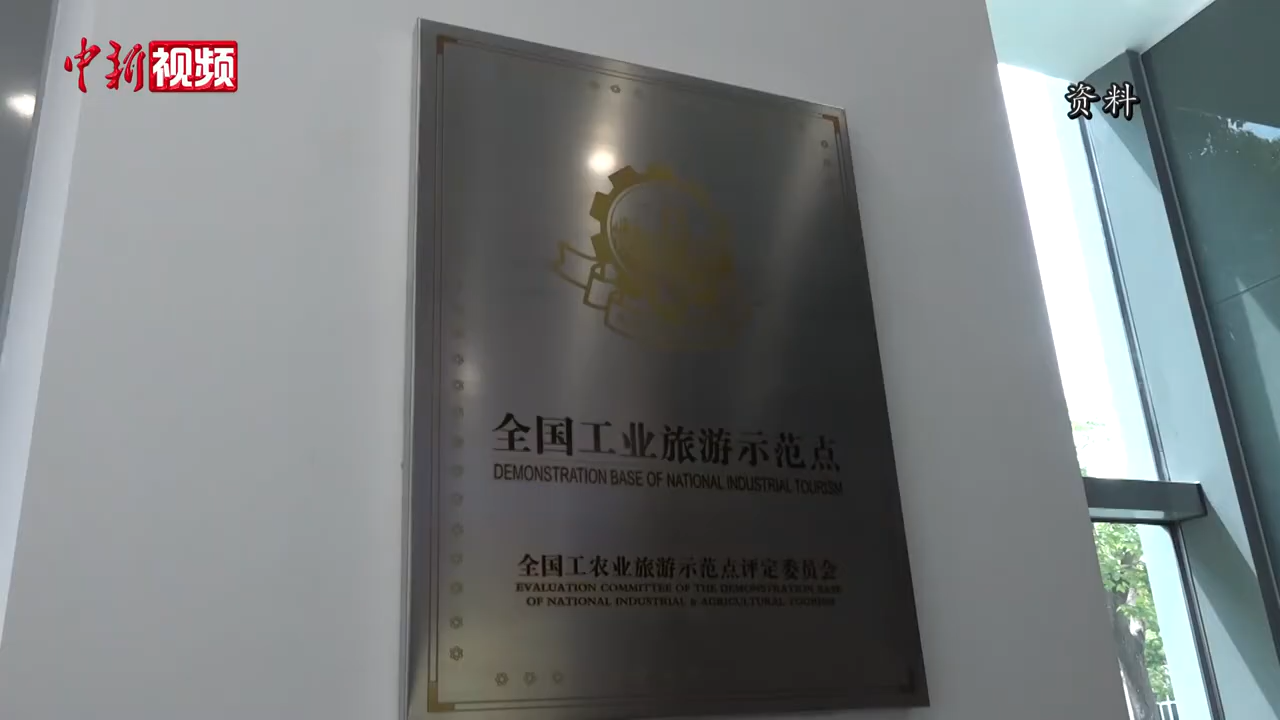 中新视频
资料
全国工业旅游示范点
DEMONSTRATION BASE OF NATIONAL INDUSTRIAL TOURISM
全国工农业旅游示范点评定委员会
EVALUATION COMMITTEE OF THE DEMONSTRATION BASE
OF NATIONAL INDUSTRIAL & AGRICULTURAL TOURISM